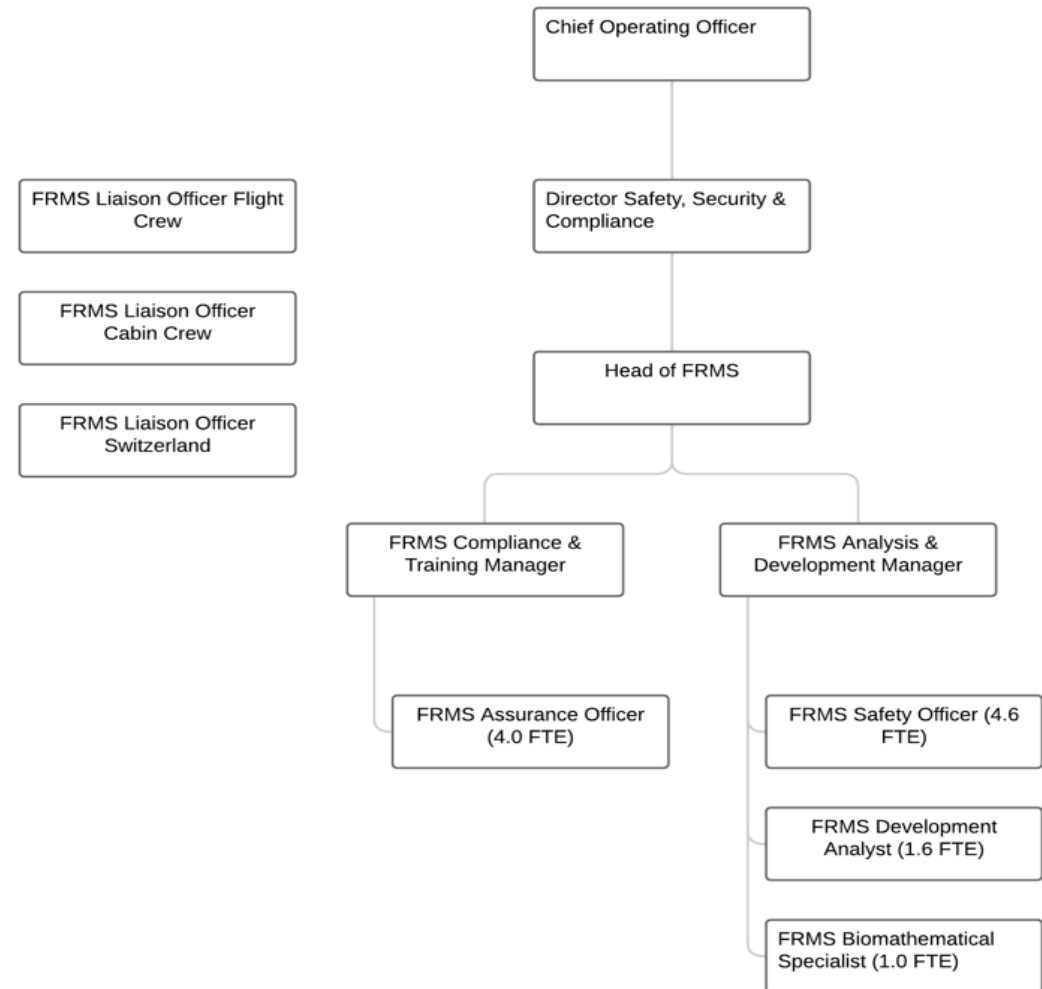 Chief Operating Officer
FRMS Liaison Officer Flight
Crew
Director Safety, Security &
Compliance
FRMS Liaison Officer
Cabin Crew
Head of FRMS
FRMS Liaison Officer
Switzerland
FRMS Compliance &
Training Manager
FRMS Analysis &
Development Manager
FRMS Assurance Officer
(4.0 FTE)
FRMS Safety Officer (4.6
FTE)
FRMS Development
Analyst (1.6 FTE)
FRMS Biomathematical
Specialist (1.0 FTE)